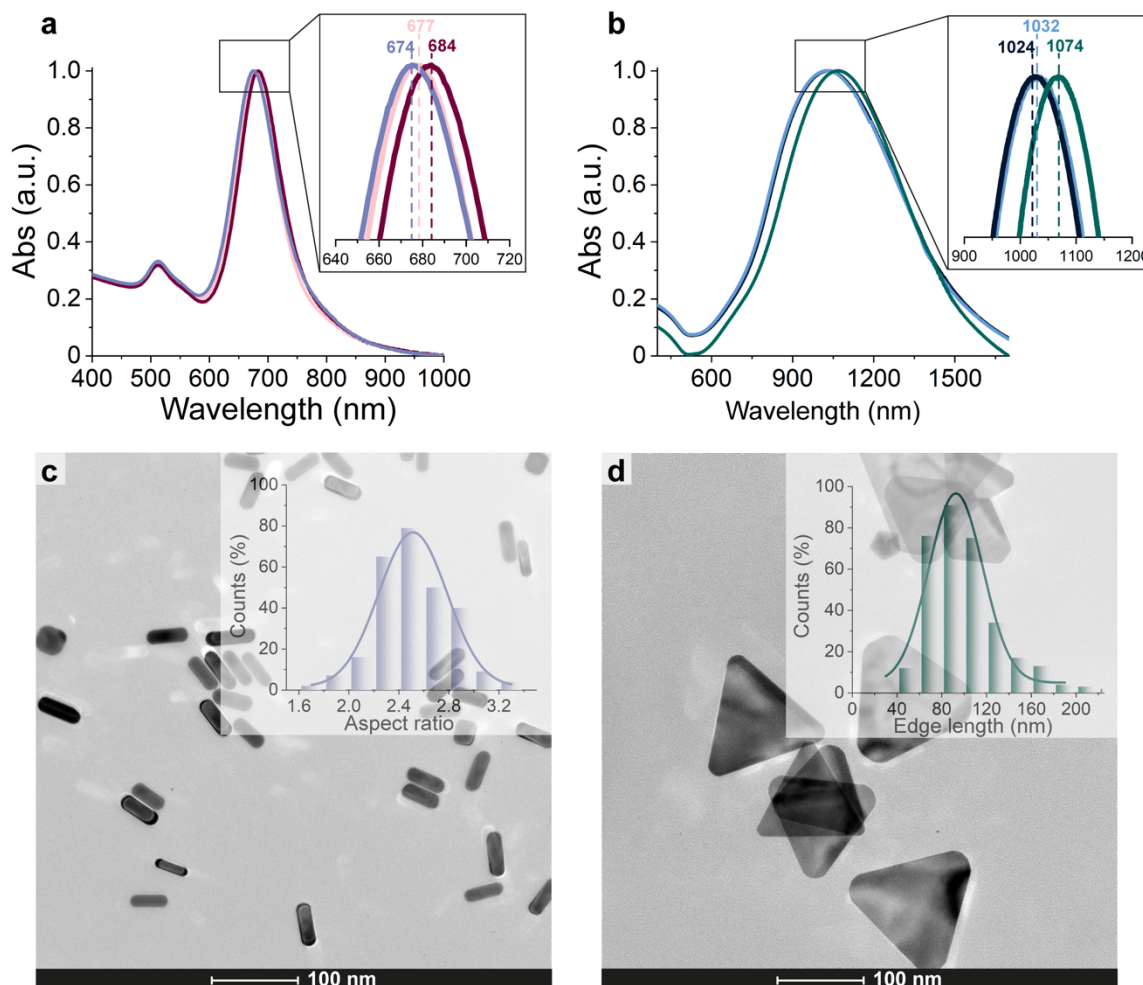 a
677
674 684
1.0
0.8
0.6
0.4
0.2
0
Abs (a.u.)
640 660 680 700 720
400 500 600 700 800 900 1000
Wavelength (nm)
b
1032
1024 1074
1.0
0.8
0.6
0.4
0.2
0
Abs (a.u.)
900 1000 1100 1200
600 900 1200 1500
Wavelength (nm)
c
100
80
60
40
20
0
Counts (%)
1.6 2.0 2.4 2.8 3.2
Aspect ratio
100 nm
d
100
80
60
40
20
0
Counts (%)
0 40 80 120 160 200
Edge length (nm)
100 nm